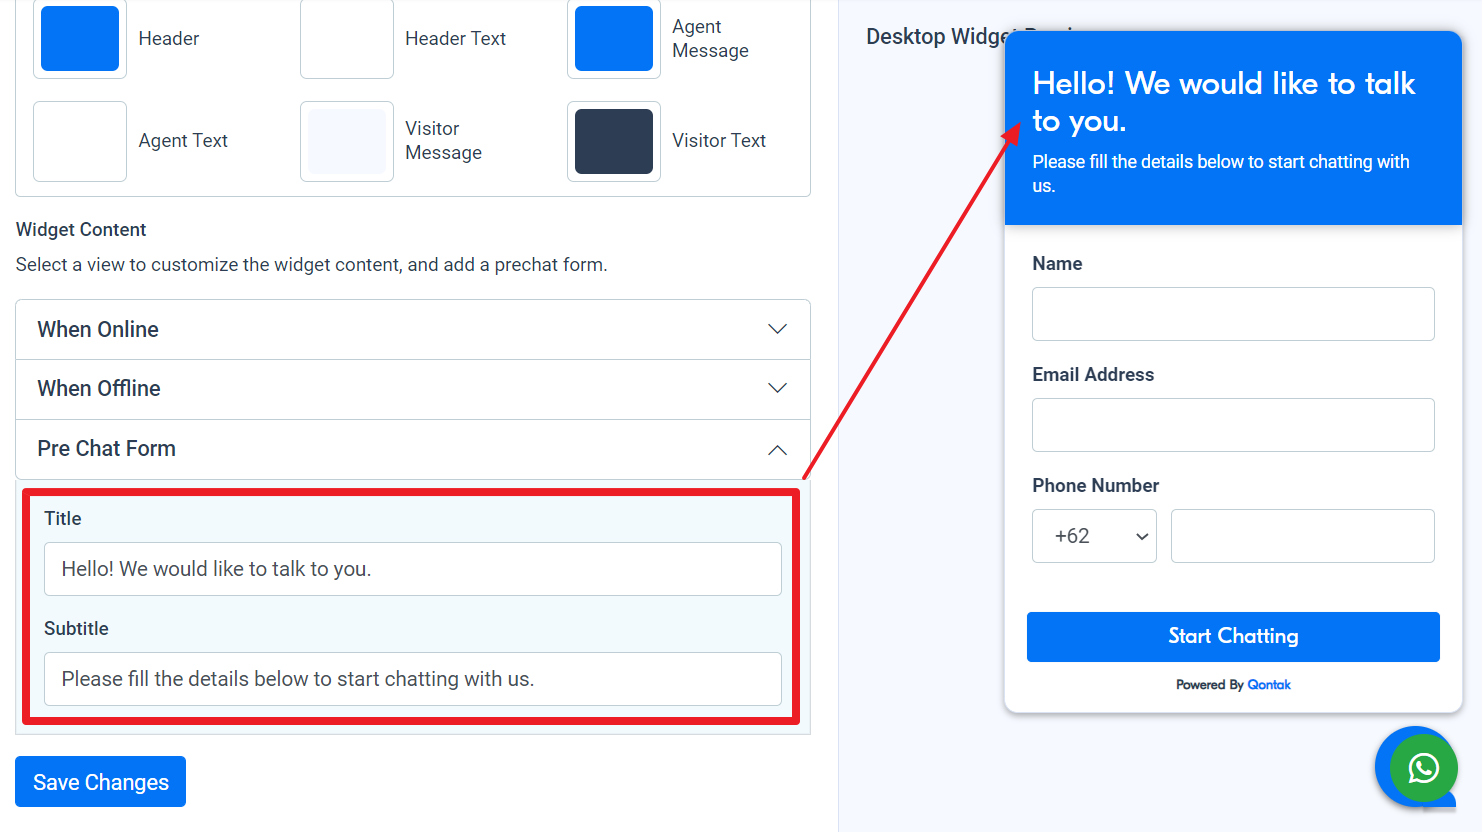 Header
Header Text
Agent
Message
Agent Text
Visitor
Message
Visitor Text
Widget Content
Select a view to customize the widget content, and add a prechat form.
When Online
When Offline
Pre Chat Form
Title
Hello! We would like to talk to you.
Subtitle
Please fill the details below to start chatting with us.
Save Changes
Desktop
Hello! We would like to talk
to you.
Please fill the details below to start chatting with
us.
Name
Email Address
Phone Number
+62
Start Chatting
Powered By Qontak